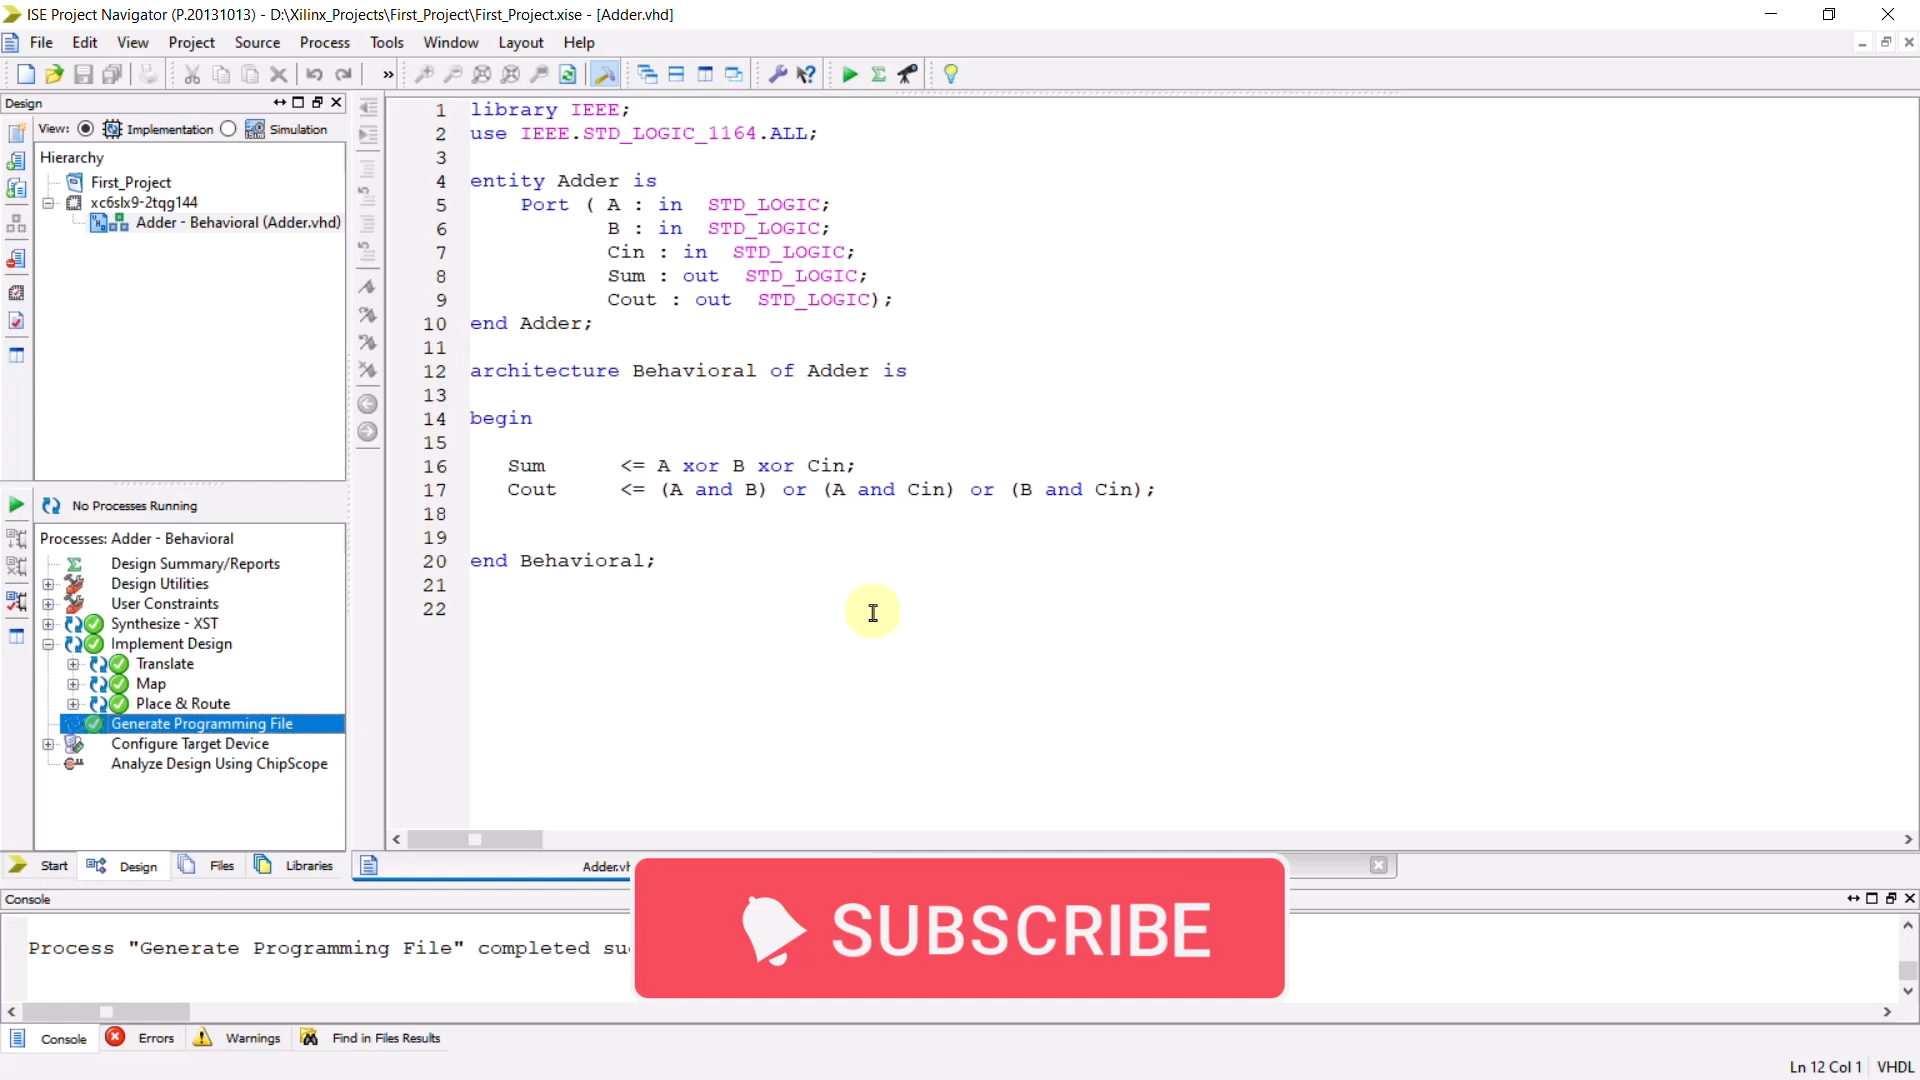 ISE Project Navigator (P.20131013) - D:\Xilinx_Projects\First_Project\First_Project.xise - [Adder.vhd]
File Edit View Project Source Process Tools Window Layout Help
Design
View: Implementation Simulation
Hierarchy
First_Project
xc6slx9-2tqg144
Adder - Behavioral (Adder.vhd)
No Processes Running
Processes: Adder - Behavioral
Design Summary/Reports
Design Utilities
User Constraints
Synthesize - XST
Implement Design
Translate
Map
Place & Route
Generate Programming File
Configure Target Device
Analyze Design Using ChipScope
Start Design Files Libraries
1 library IEEE;
2 use IEEE.STD_LOGIC_1164.ALL;
3
4 entity Adder is
5 Port ( A : in STD_LOGIC;
6 B : in STD_LOGIC;
7 Cin : in STD_LOGIC;
8 Sum : out STD_LOGIC;
9 Cout : out STD_LOGIC);
10 end Adder;
11
12 architecture Behavioral of Adder is
13
14 begin
15
16 Sum <= A xor B xor Cin;
17 Cout <= (A and B) or (A and Cin) or (B and Cin);
18
19
20 end Behavioral;
21
22
Console
Process "Generate Programming File" completed
SUBSCRIBE
Console Errors Warnings Find in Files Results
Ln 12 Col 1 VHDL